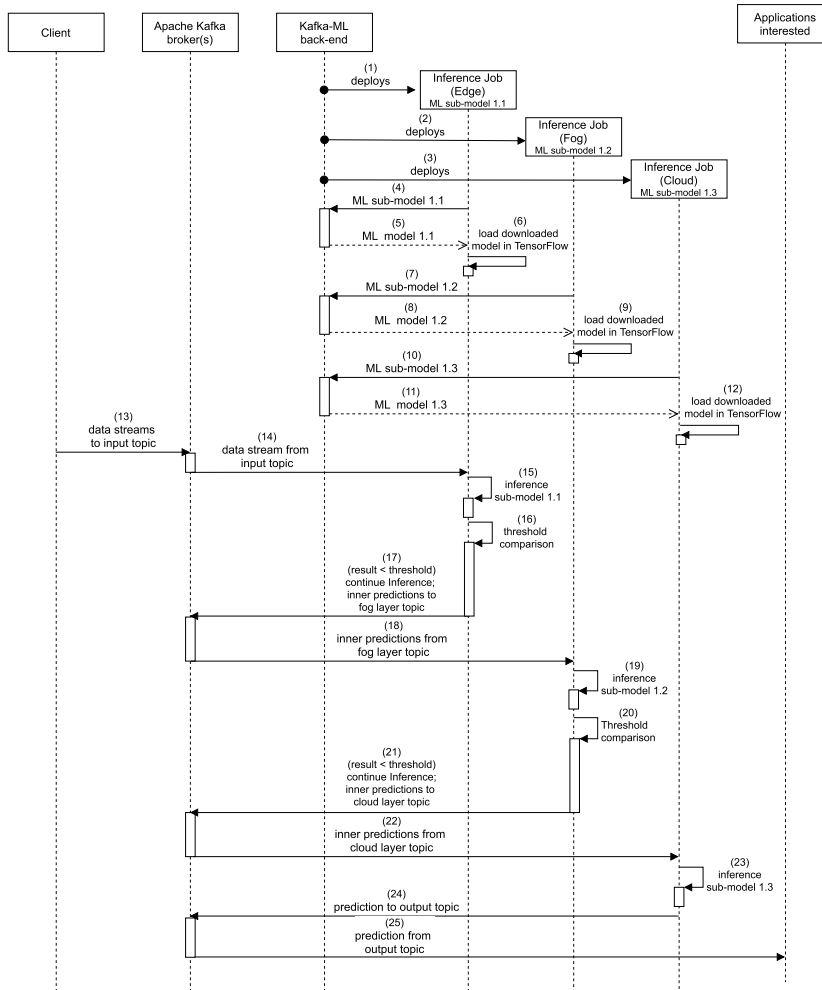 Client
Apache Kafka
broker(s)
Kafka-ML
back-end
Applications
interested
(1)
deploys
Inference Job
(Edge)
ML sub-model 1.1
(2)
deploys
Inference Job
(Fog)
ML sub-model 1.2
(3)
deploys
Inference Job
(Cloud)
ML sub-model 1.3
(4)
ML sub-model 1.1
(5)
ML model 1.1
(6)
load downloaded
model in TensorFlow
(7)
ML sub-model 1.2
(8)
ML model 1.2
(9)
load downloaded
model in TensorFlow
(10)
ML sub-model 1.3
(11)
ML model 1.3
(12)
load downloaded
model in TensorFlow
(13)
data streams
to input topic
(14)
data stream from
input topic
(15)
inference
sub-model 1.1
(16)
threshold
comparison
(17)
(result < threshold)
continue Inference;
inner predictions to
fog layer topic
(18)
inner predictions from
fog layer topic
(19)
inference
sub-model 1.2
(20)
Threshold
comparison
(21)
(result < threshold)
continue Inference;
inner predictions to
cloud layer topic
(22)
inner predictions from
cloud layer topic
(23)
inference
sub-model 1.3
(24)
prediction to output topic
(25)
prediction from
output topic